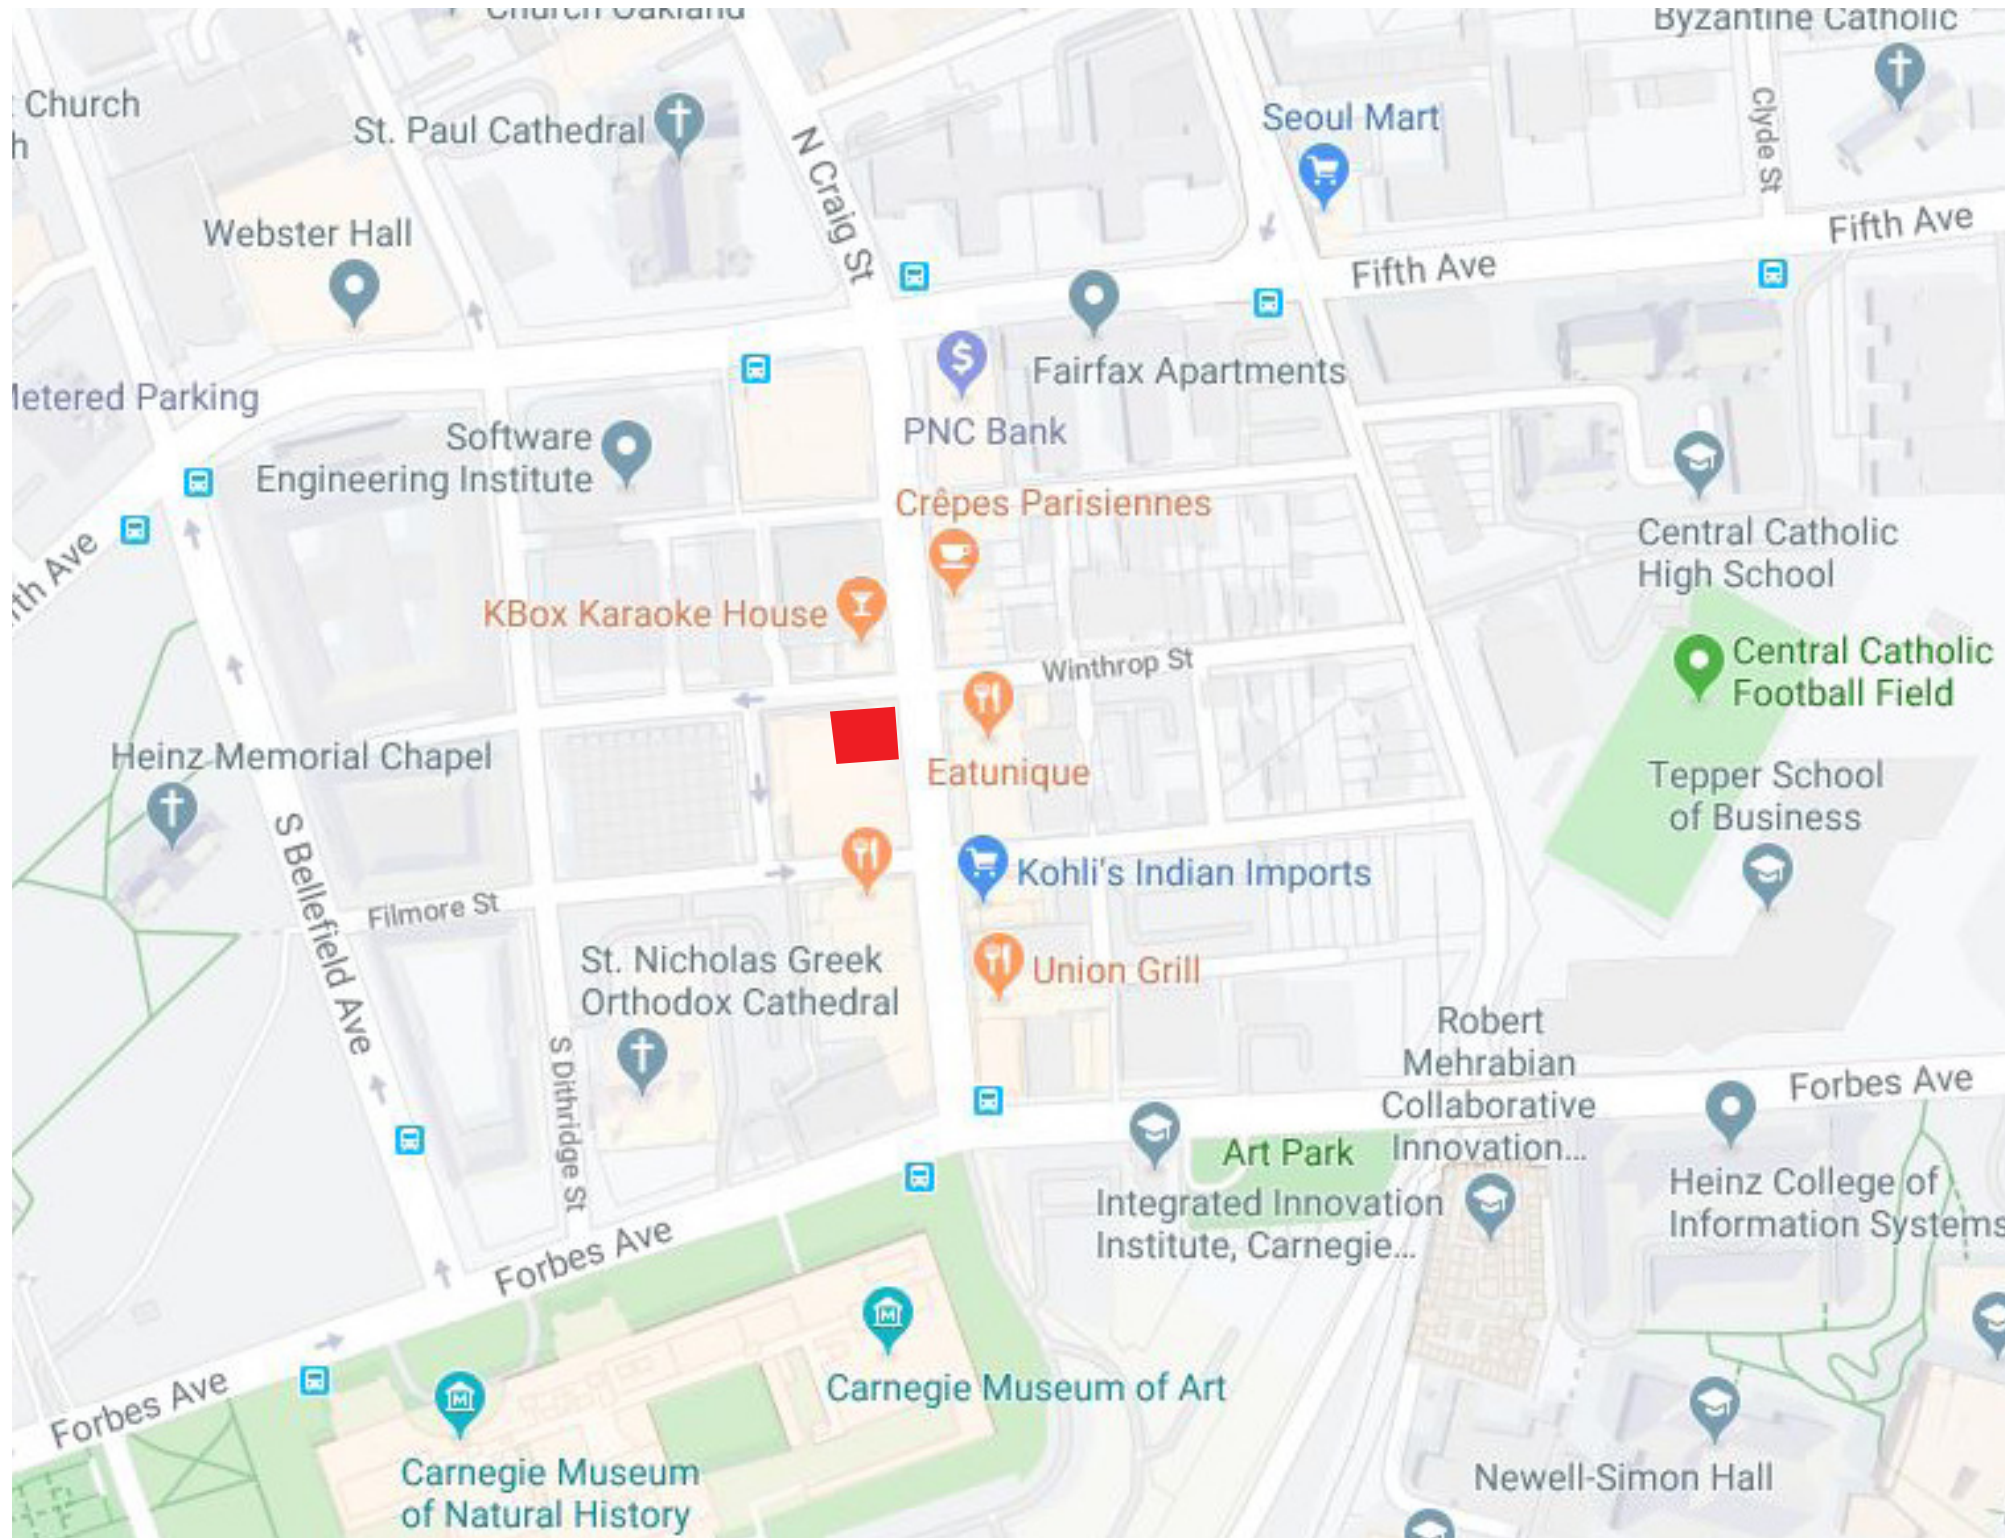 Church Oakland
Byzantine Catholic
Church
h
St. Paul Cathedral
N Craig St
Seoul Mart
Clyde St
Webster Hall
Fifth Ave
Fifth Ave
Fairfax Apartments
Metered Parking
PNC Bank
Software
Engineering Institute
Crêpes Parisiennes
Central Catholic
High School
fth Ave
KBox Karaoke House
Winthrop St
Central Catholic
Football Field
Heinz Memorial Chapel
Eatunique
Tepper School
of Business
S Bellefield Ave
Kohli's Indian Imports
Filmore St
St. Nicholas Greek
Orthodox Cathedral
Union Grill
S Dithridge St
Robert
Mehrabian
Collaborative
Innovation...
Forbes Ave
Art Park
Integrated Innovation
Institute, Carnegie...
Heinz College of
Information Systems
Forbes Ave
Carnegie Museum of Art
Forbes Ave
Carnegie Museum
of Natural History
Newell-Simon Hall